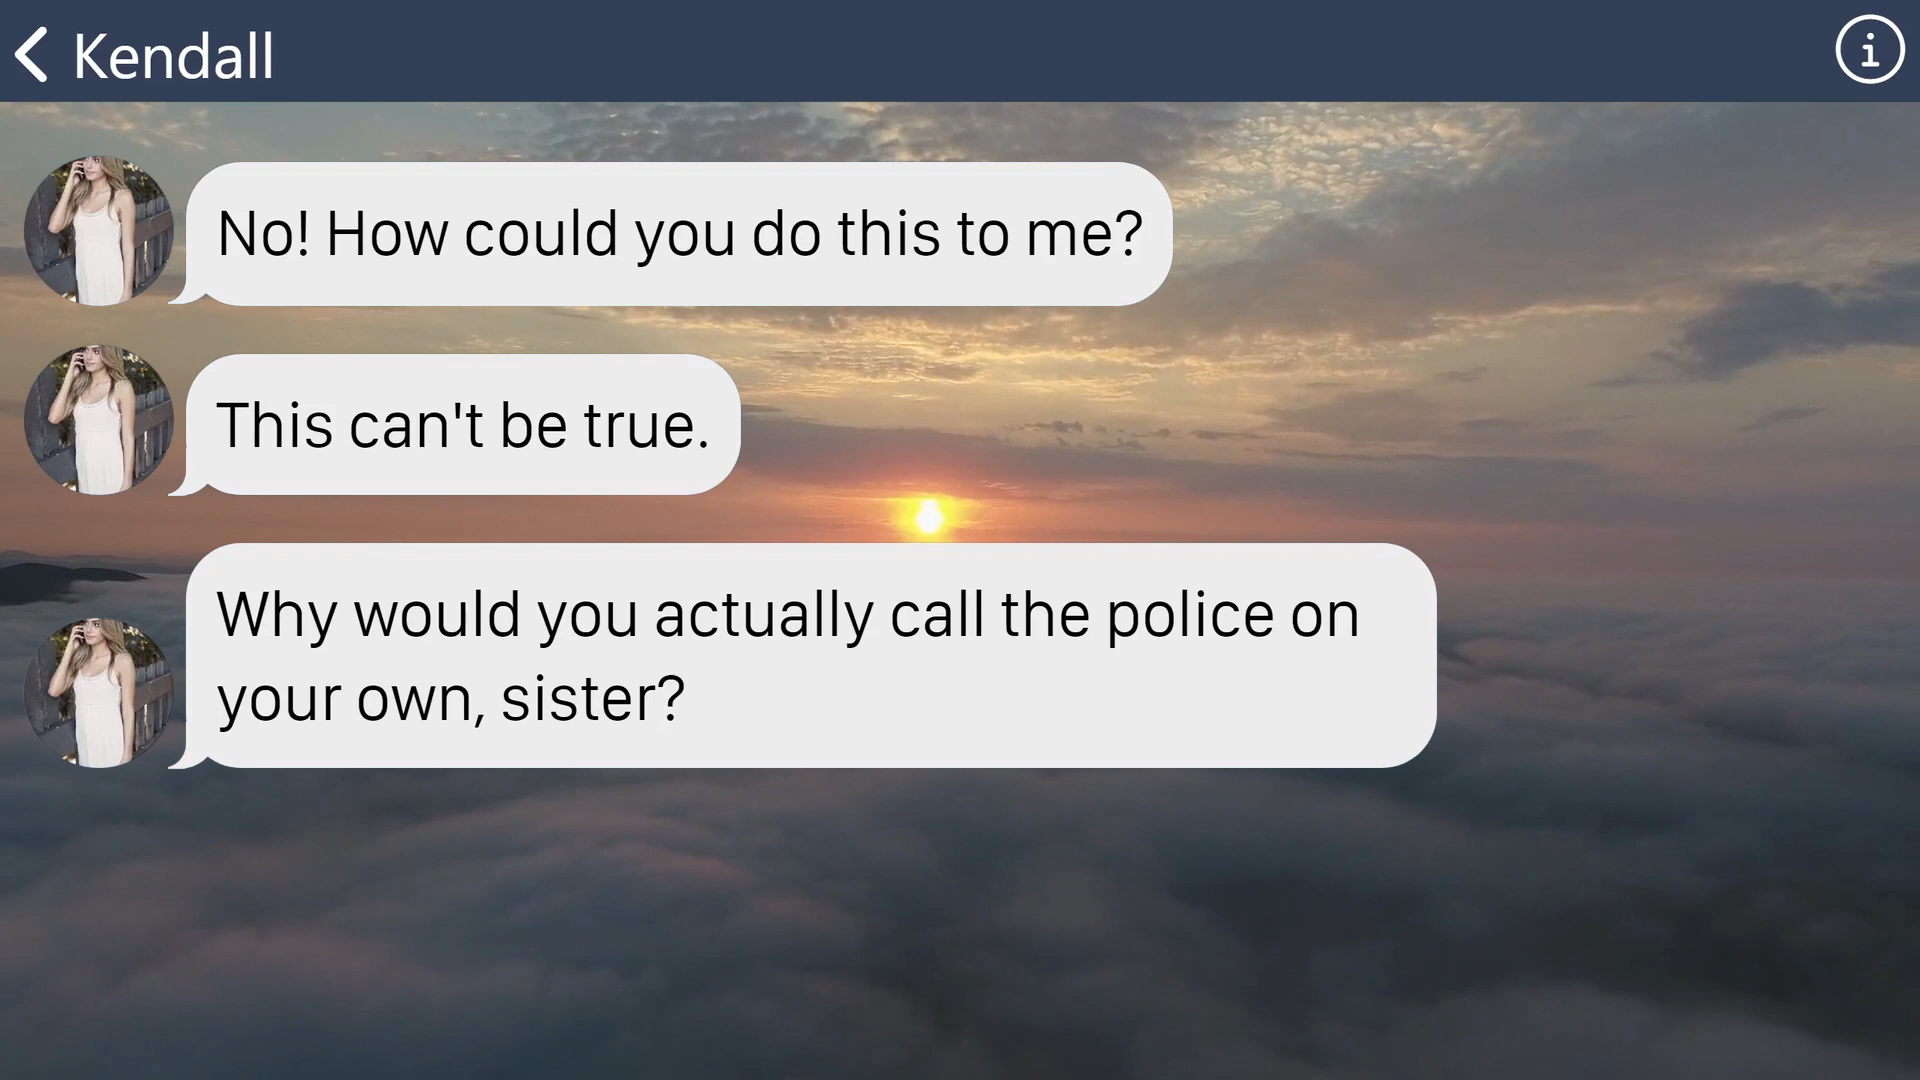 Kendall
No! How could you do this to me?
This can't be true.
Why would you actually call the police on
your own, sister?